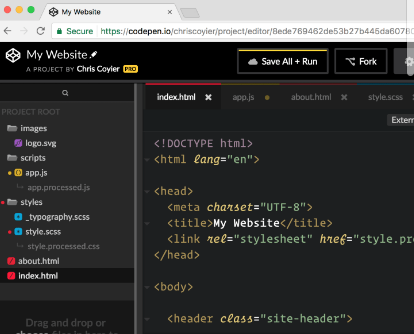 My Website
Secure https://codepen.io/chriscoyier/project/editor/8ede769462de53b27b445da6078
My Website
A PROJECT BY Chris Coyier PRO
Save All + Run
Fork
PROJECT ROOT
images
logo.svg
scripts
app.js
app.processed.js
styles
_typography.scss
style.scss
style.processed.css
about.html
index.html
Drag and drop or
index.html
app.js
about.html
style.scss
Extern
<!DOCTYPE html>
<html lang="en">
<head>
<meta charset="UTF-8">
<title>My Website</title>
<link rel="stylesheet" href="style.pro
</head>
<body>
<header class="site-header">